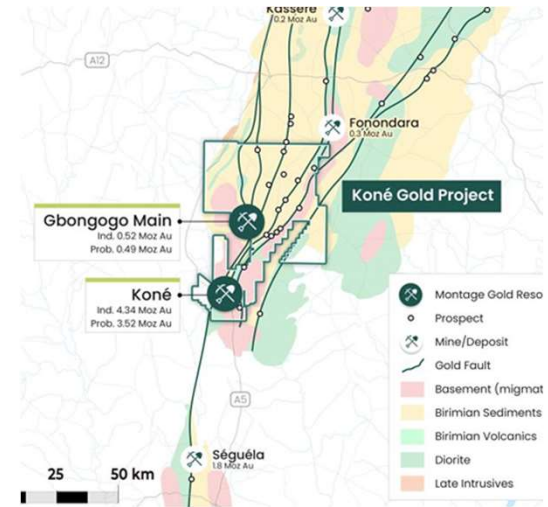 Kassere
0.2 Moz Au
A12
Fonondara
0.3 Moz Au
Koné Gold Project
Gbongogo Main
Ind. 0.52 Moz Au
Prob. 0.49 Moz Au
Koné
Ind. 4.34 Moz Au
Prob. 3.52 Moz Au
Montage Gold Reso
Prospect
Mine/Deposit
Gold Fault
Basement (migmat
Birimian Sediments
Birimian Volcanics
Diorite
Late Intrusives
A5
Séguéla
1.8 Moz Au
25 50 km